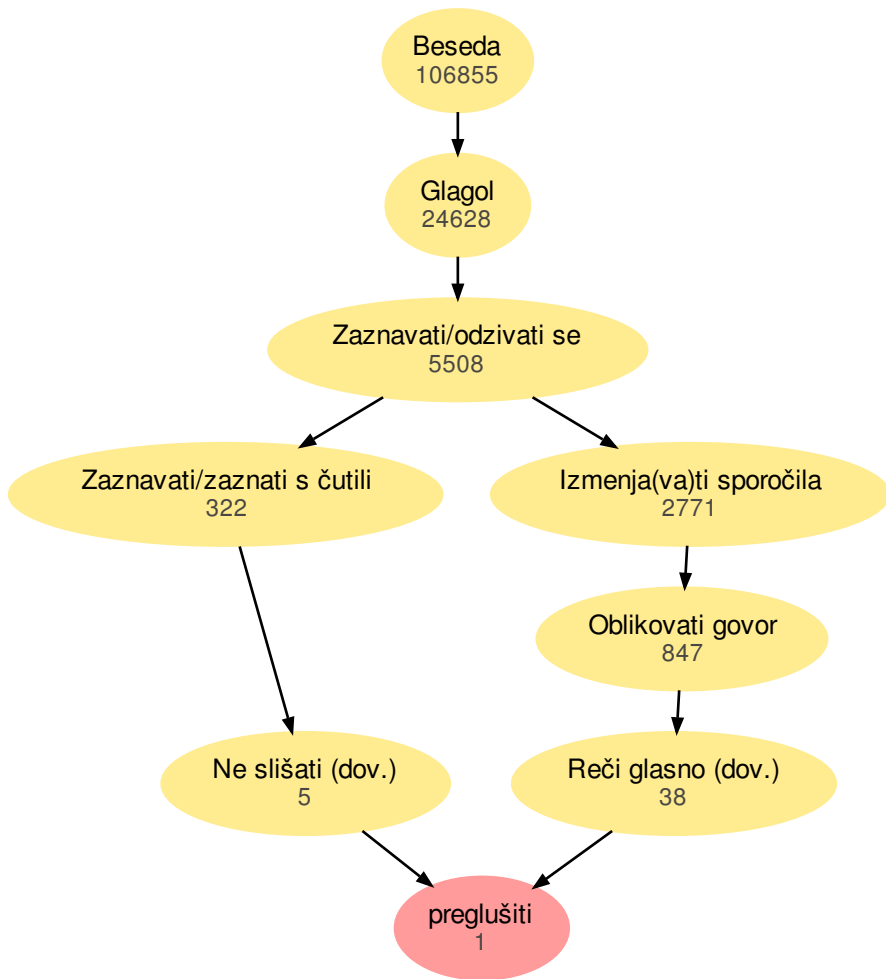 Beseda
106855
Glagol
24628
Zaznavati/odzivati se
5508
Zaznavati/zaznati s čutili
322
Izmenja(va)ti sporočila
2771
Oblikovati govor
847
Ne slišati (dov.)
5
Reči glasno (dov.)
38
preglušiti
1